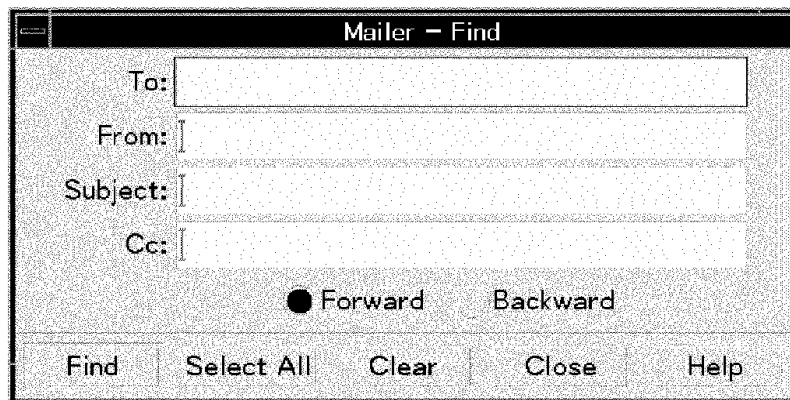 Mailer – Find
To:
From:
Subject:
Cc:
Forward Backward
Find Select All Clear Close Help